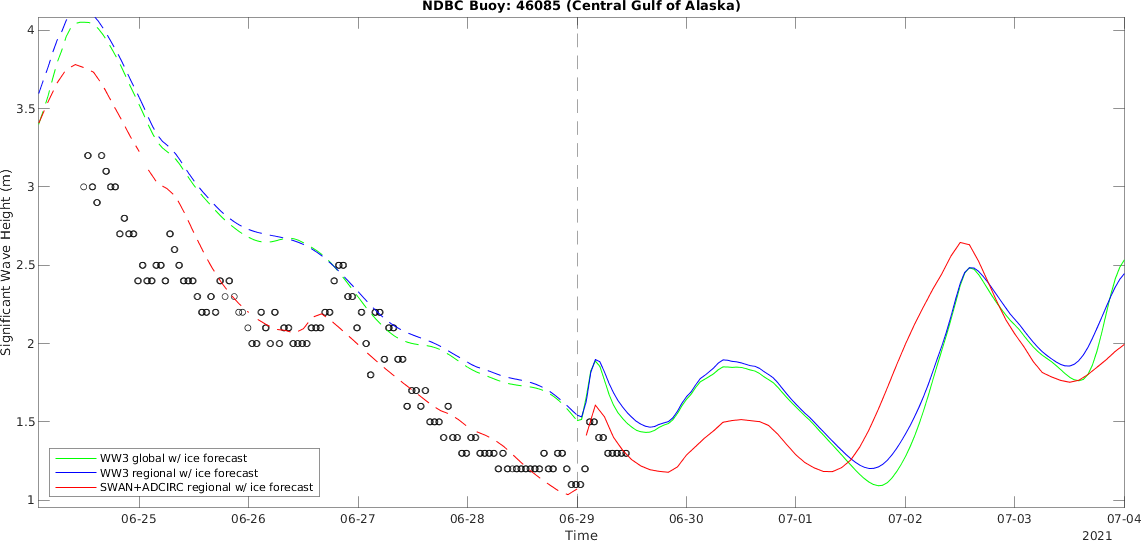 NDBC Buoy: 46085 (Central Gulf of Alaska)
Significant Wave Height (m)
4
3.5
3
2.5
2
1.5
1
WW3 global w/ ice forecast
WW3 regional w/ ice forecast
SWAN+ADCIRC regional w/ ice forecast
06-25 06-26 06-27 06-28 06-29 06-30 07-01 07-02 07-03 07-04
Time 2021